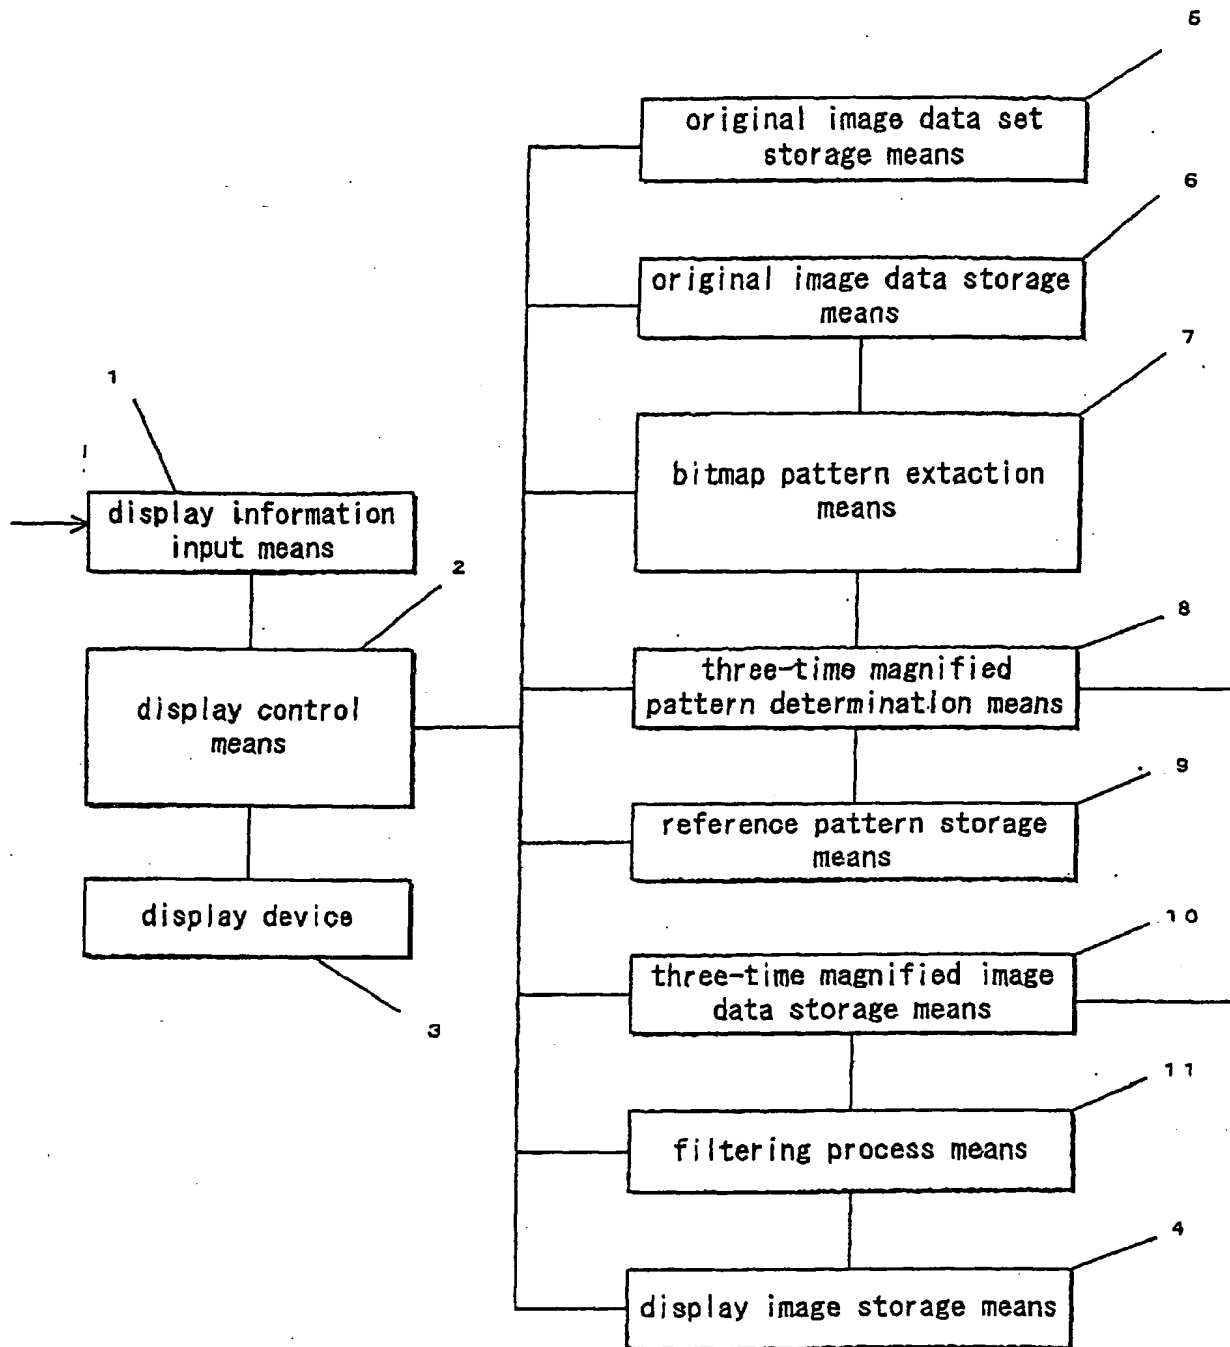 5
original image data set
storage means
6
original image data storage
means
7
bitmap pattern extaction
means
1
display information
input means
2
display control
means
8
three-time magnified
pattern determination means
9
reference pattern storage
means
display device
3
10
three-time magnified image
data storage means
11
filtering process means
4
display image storage means